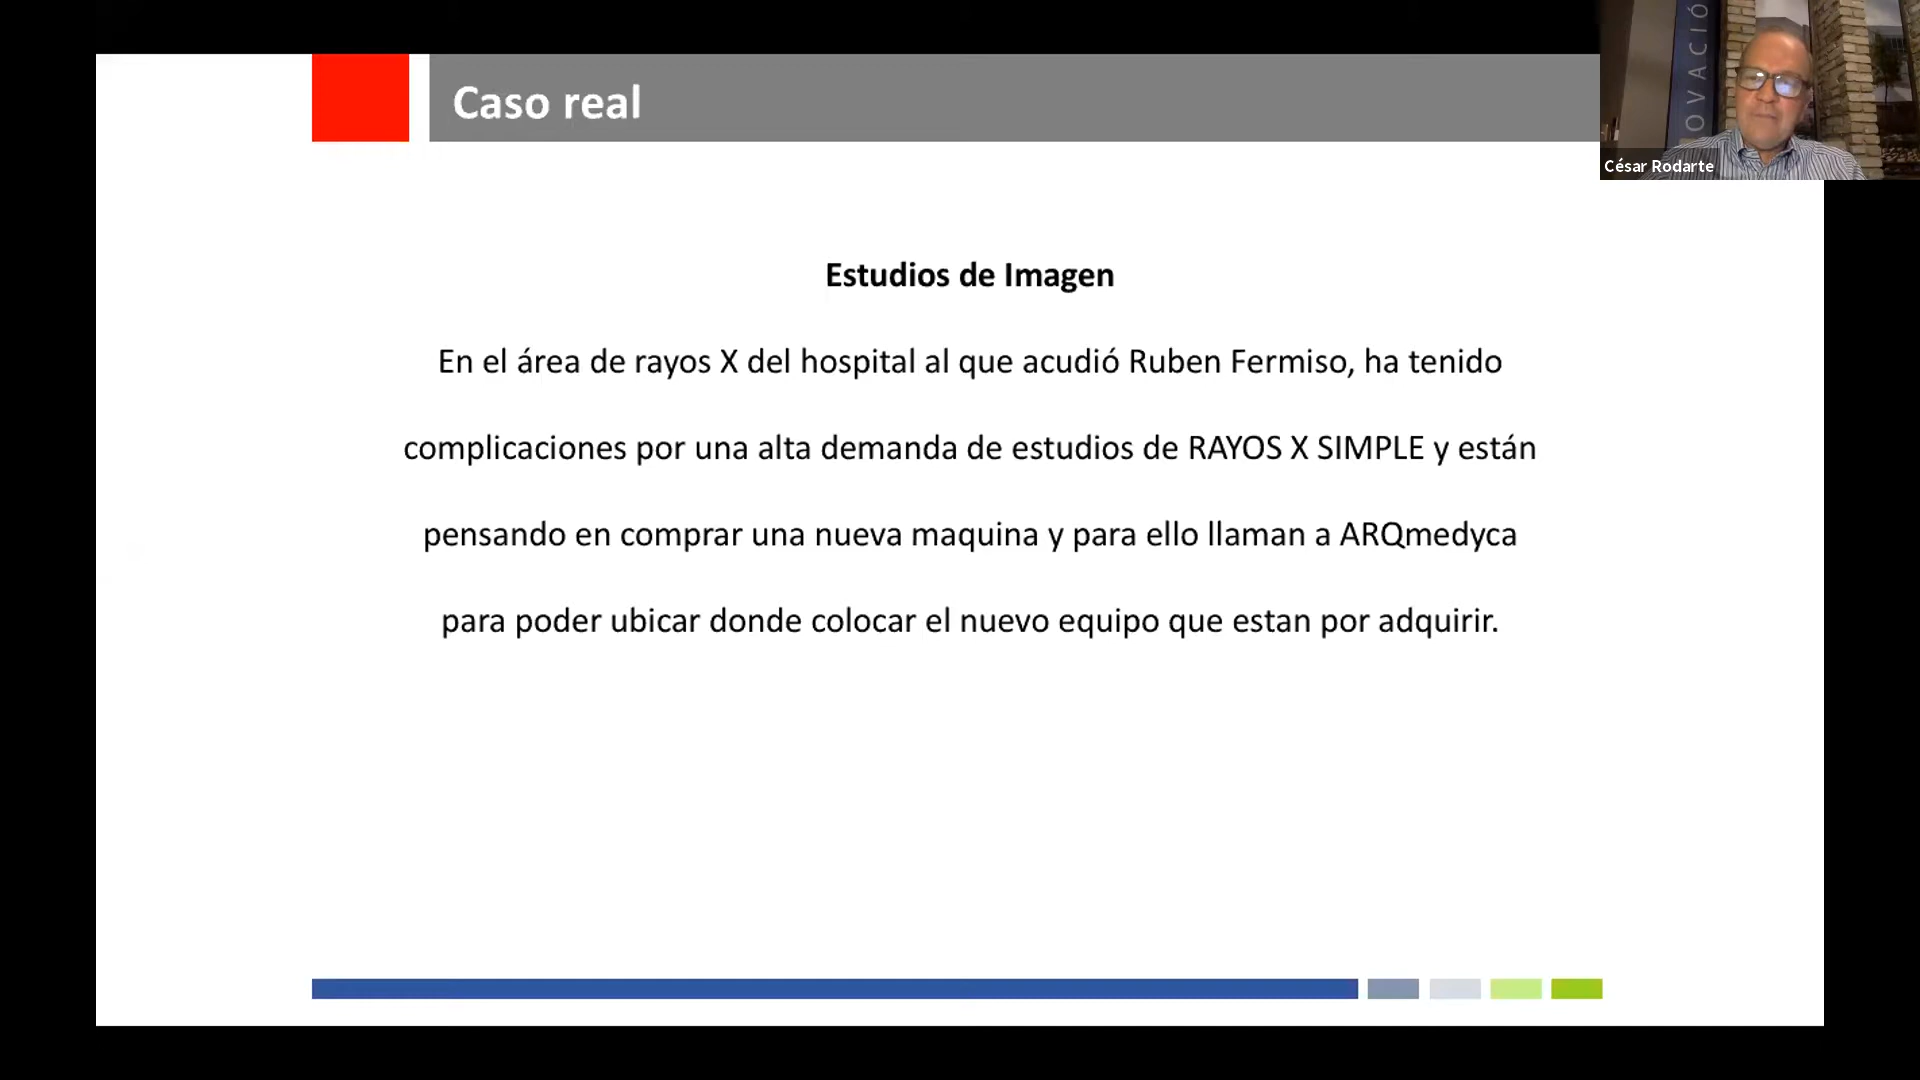 Caso real
OVACIÓ
César Rodarte
Estudios de Imagen
En el área de rayos X del hospital al que acudió Ruben Fermiso, ha tenido
complicaciones por una alta demanda de estudios de RAYOS X SIMPLE y están
pensando en comprar una nueva maquina y para ello llaman a ARQmedyca
para poder ubicar donde colocar el nuevo equipo que estan por adquirir.